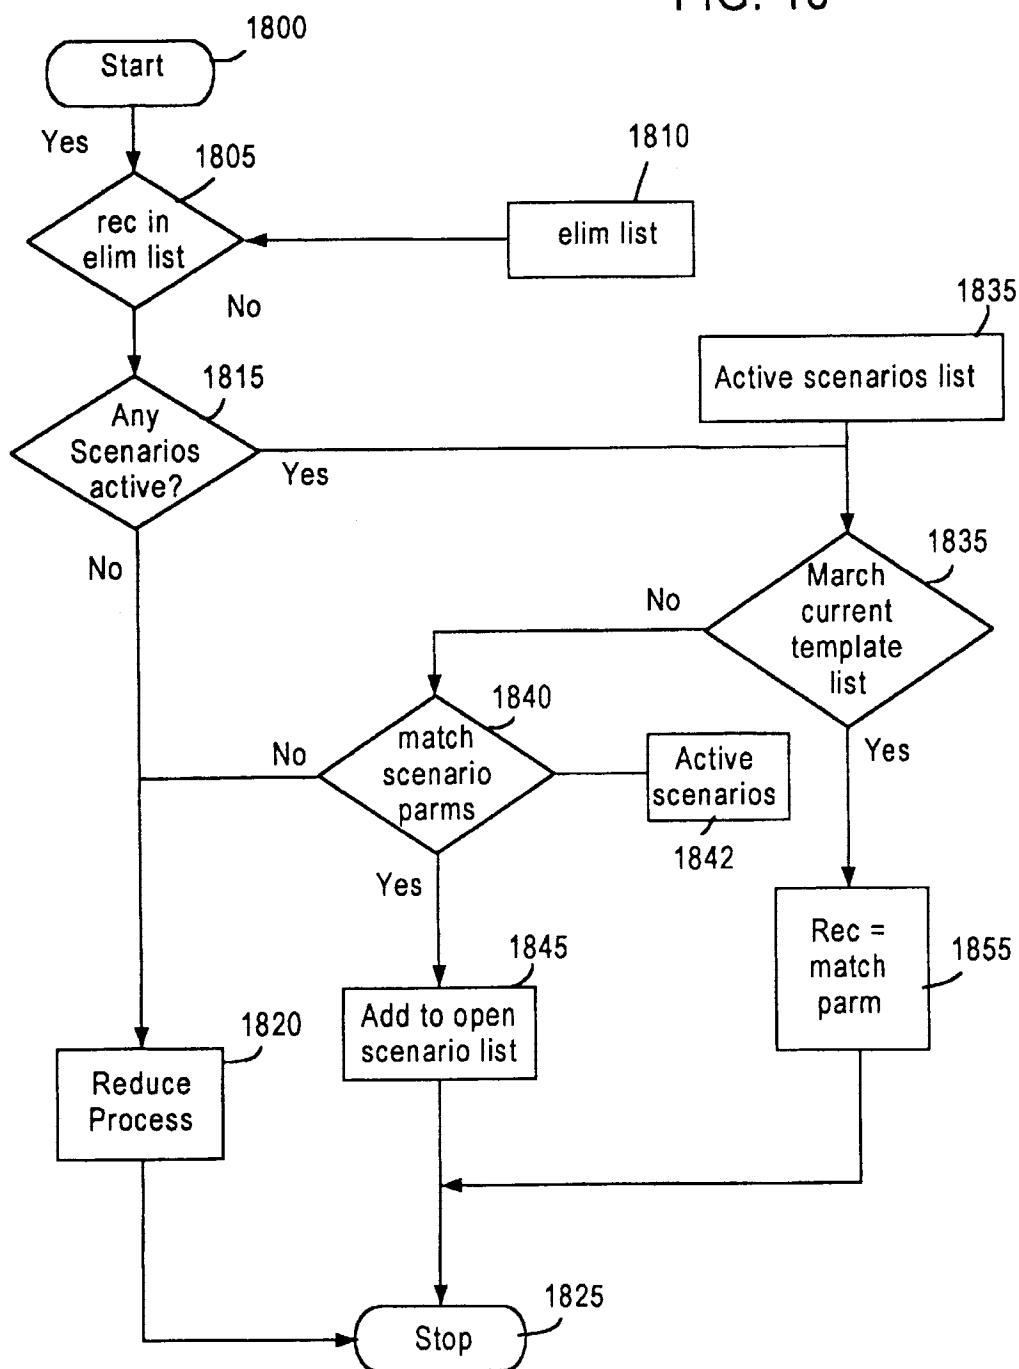 1800
Start
Yes
1805
1810
rec in
elim list
elim list
No
1835
1815
Active scenarios list
Any
Scenarios
active?
Yes
1835
No
March
current
template
list
No
1840
match
scenario
parms
No
Active
scenarios
1842
Yes
Yes
Rec =
match
parm
1855
1845
Add to open
scenario list
1820
Reduce
Process
1825
Stop